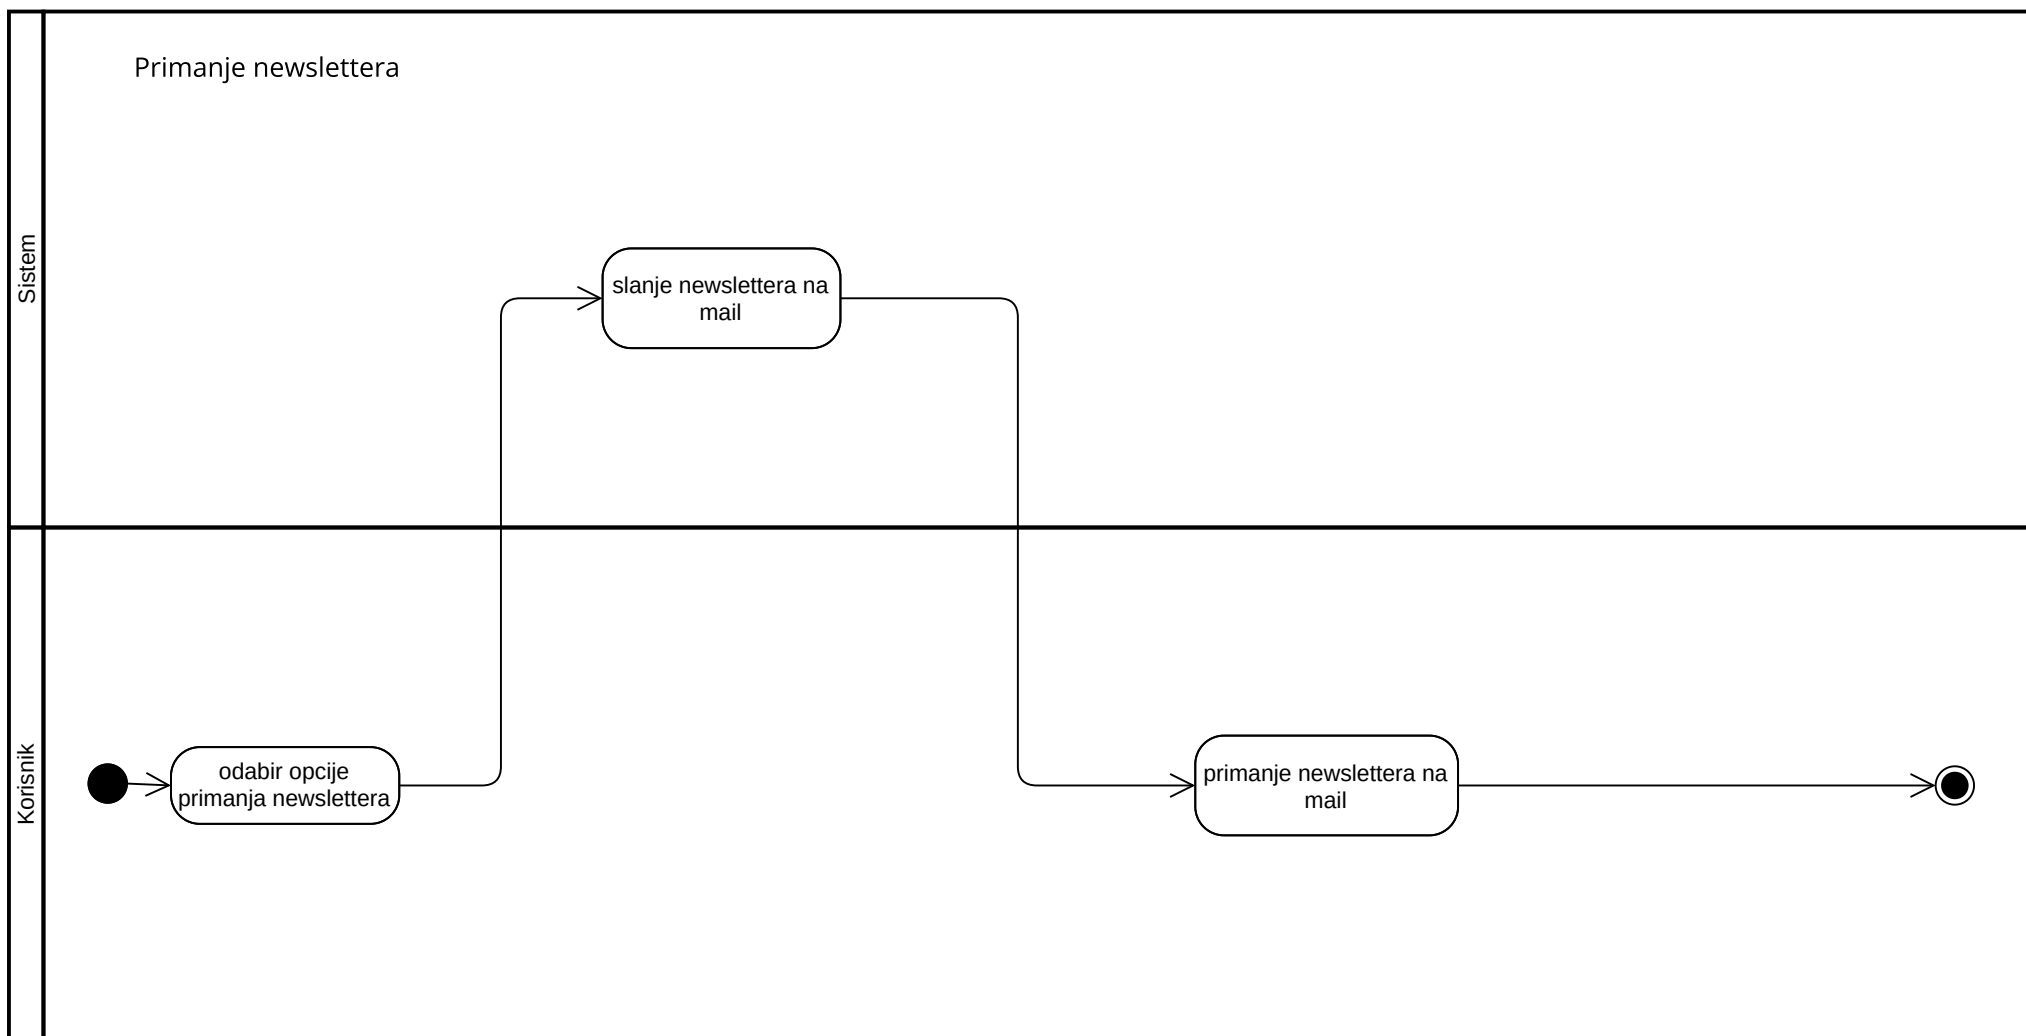 Primanje newslettera
Sistem
slanje newslettera na
mail
Korisnik
odabir opcije
primanja newslettera
primanje newslettera na
mail